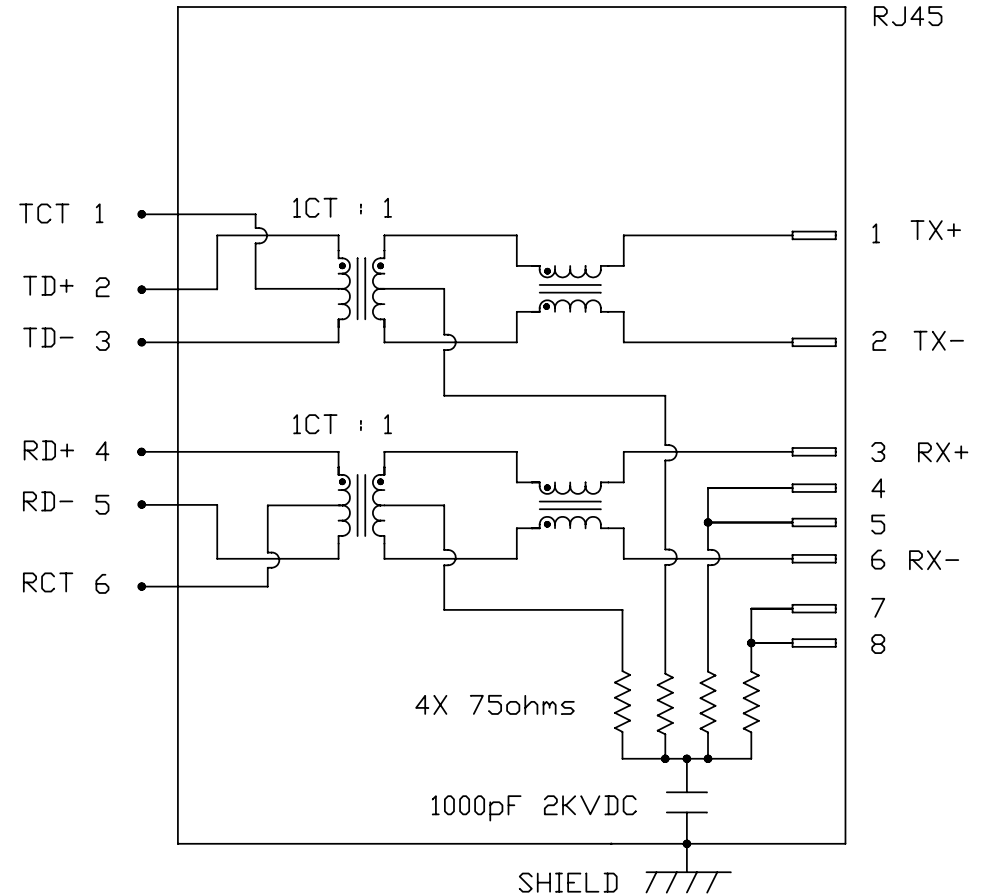 RJ45
TCT 1
1CT : 1
1 TX+
TD+ 2
TD- 3
2 TX-
1CT : 1
RD+ 4
3 RX+
4
RD- 5
5
6 RX-
RCT 6
7
8
4X 75ohms
1000pF 2KVDC
SHIELD